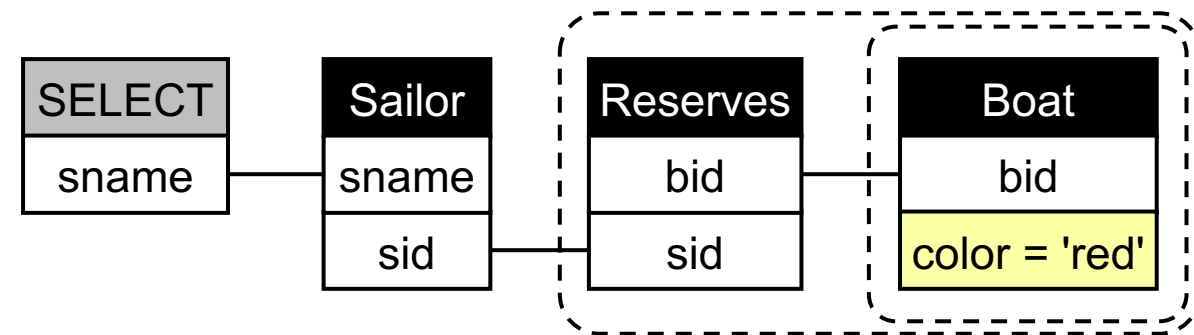 SELECT
sname
Sailor
sname
sid
Reserves
bid
sid
Boat
bid
color = 'red'